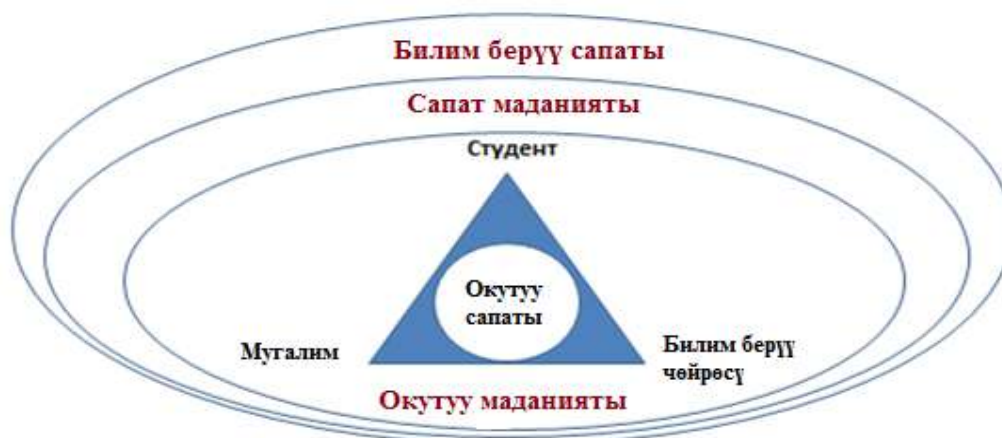 Билим берүү сапаты
Сапат маданияты
Студент
Окутуу
сапаты
Мугалим
Билим берүү
чөйрөсү
Окутуу маданияты